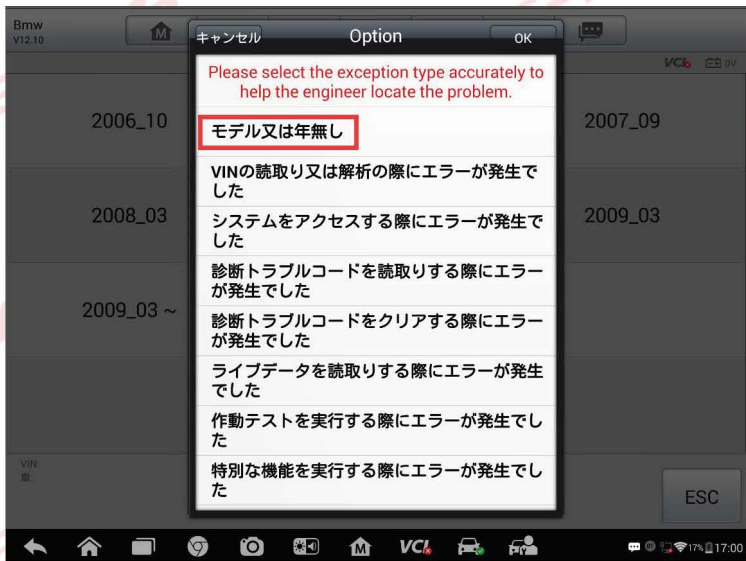 Bmw
V12.10
M
キャンセル
Option
OK
VCI
0V
Please select the exception type accurately to
help the engineer locate the problem.
2006_10
2007_09
モデル又は年無し
VINの読取り又は解析の際にエラーが発生で
した
2008_03
2009_03
システムをアクセスする際にエラーが発生で
した
診断トラブルコードを読取りする際にエラー
が発生でした
2009_03 ~
診断トラブルコードをクリアする際にエラー
が発生でした
ライブデータを読取りする際にエラーが発生
でした
作動テストを実行する際にエラーが発生でし
た
特別な機能を実行する際にエラーが発生でし
た
VIN:
ESC
M
VCI
17%
17:00